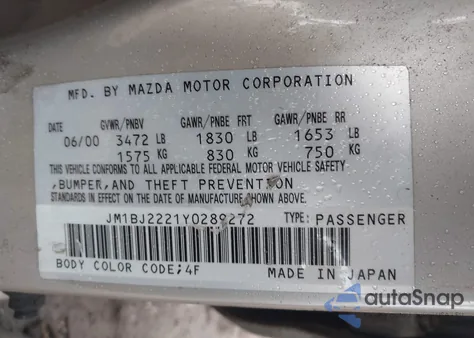 MFD. BY MAZDA MOTOR CORPORATION
GVWR/PNBV GAWR/PNBE FRT GAWR/PNBE RR
06/00 3472 LB 1830 LB 1653 LB
1575 KG 830 KG 750 KG
THIS VEHICLE CONFORMS TO ALL APPLICABLE FEDERAL MOTOR VEHICLE SAFETY
,BUMPER,AND THEFT PREVENTION
STANDARDS IN EFFECT ON THE DATE OF MANUFACTURE SHOWN ABOVE.
JM1BJ2221Y0289272 TYPE: PASSENGER
BODY COLOR CODE;4F MADE IN JAPAN
autoSnap